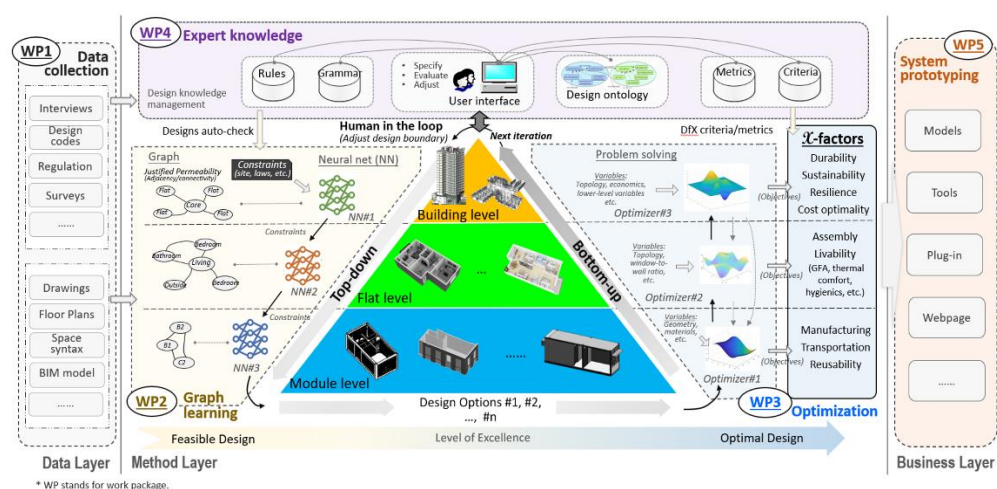 WP1
Data
collection
Interviews
Design
codes
Regulation
Surveys
......
Drawings
Floor Plans
Space
syntax
BIM model
......
Data Layer
WP4
Expert knowledge
Design knowledge
management
Rules
Grammar
• Specify
• Evaluate
• Adjust
User interface
Design ontology
Metrics
Criteria
Designs auto-check
Human in the loop
(Adjust design boundary)
Next iteration
DfX criteria/metrics
Graph
Justified Permeability
(Adjacency/connectivity)
Constraints
(site, laws, etc.)
Neural net (NN)
Flat
Flat
Core
Flat
Flat
NN#1
Constraints
Bedroom
Bathroom
Living
Outside
Bedroom
NN#2
Constraints
B2
B1
C2
NN#3
WP2
Graph
learning
Top-down
Building level
Flat level
...
Module level
......
Bottom-up
Design Options #1, #2,
..., #n
Problem solving
Variables:
Topology, economics,
lower-level variables
etc.
Optimizer#3
(Objectives)
Variables:
Topology,
window-to-
wall ratio,
etc.
Optimizer#2
(Objectives)
Variables:
Geometry,
materials,
etc.
Optimizer#1
(Objectives)
WP3
Optimization
𝒳-factors
Durability
Sustainability
Resilience
Cost optimality
Assembly
Livability
(GFA, thermal
comfort,
hygienics, etc.)
Manufacturing
Transportation
Reusability
Feasible Design
Level of Excellence
Optimal Design
Method Layer
WP5
System
prototyping
Models
Tools
Plug-in
Webpage
......
Business Layer
* WP stands for work package.